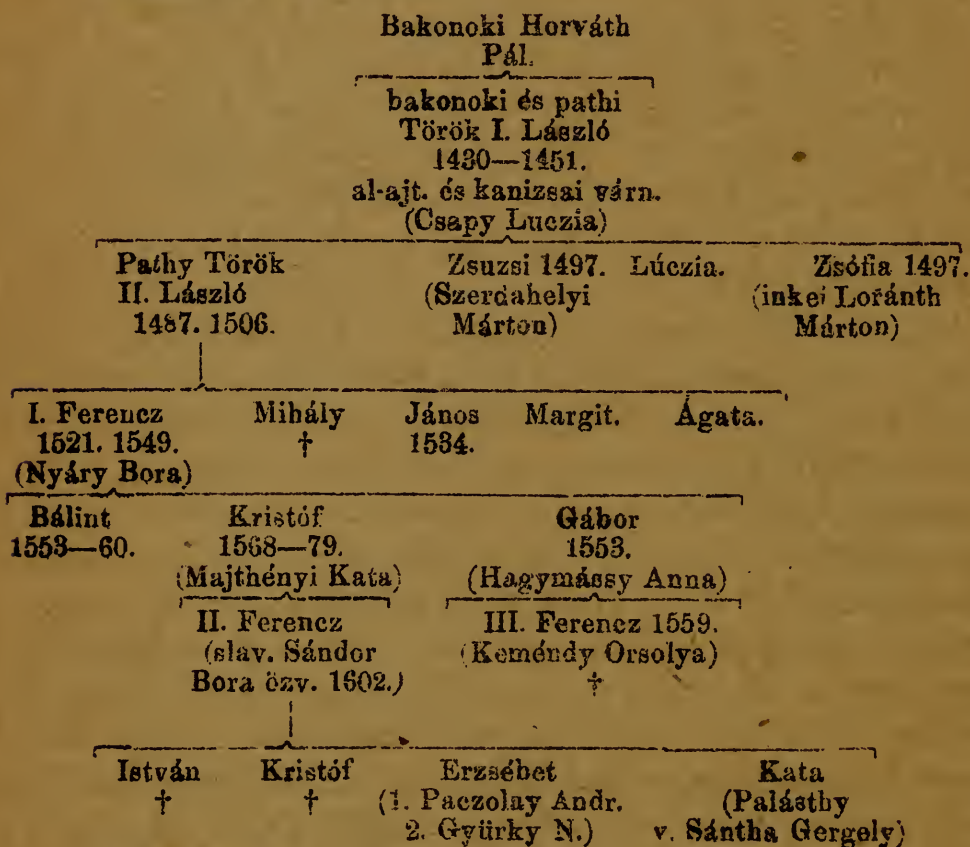 Bakonoki Horváth
Pál.
bakonoki és pathi
Török I. László
1430—1451.
al-ajt. és kanizsai várn.
(Csapy Luczia)
Pathy Török Zsuzsi 1497. Lúczia. Zsófia 1497.
II. László (Szerdahelyi (inkei Loránth
1487. 1506. Márton) Márton)
I. Ferencz Mihály János Margit. Ágata.
1521. 1549. † 1534.
(Nyáry Bora)
Bálint Kristóf Gábor
1553—60. 1568—79. 1553.
(Majthényi Kata) (Hagymássy Anna)
II. Ferencz III. Ferencz 1559.
(slav. Sándor (Keméndy Orsolya)
Bora özv. 1602.) †
István Kristóf Erzsébet Kata
† † (1. Paczolay Andr. (Palásthy
2. Gyürky N.) v. Sántha Gergely)